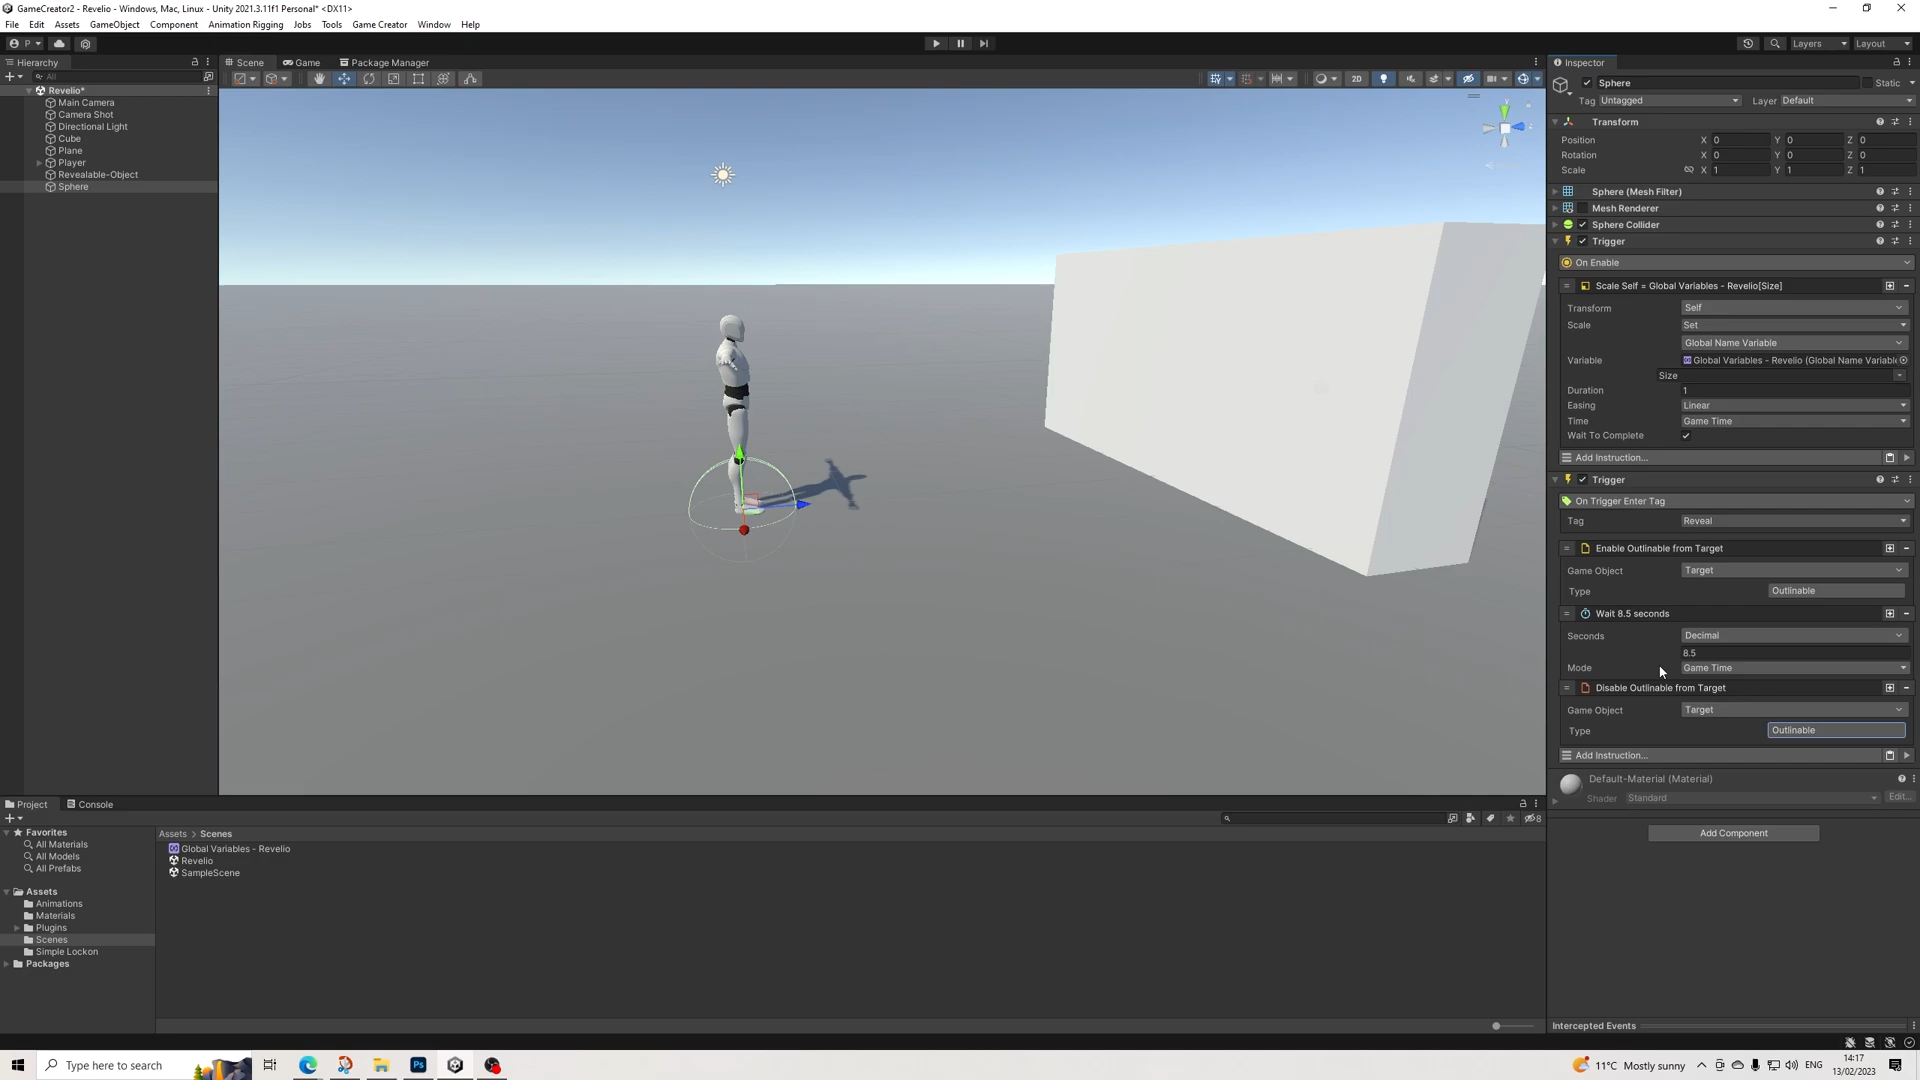 GameCreator2 - Revelio - Windows, Mac, Linux - Unity 2021.3.11f1 Personal* <DX11>
File Edit Assets GameObject Component Animation Rigging Jobs Tools Game Creator Window Help
P Layers Layout
Hierarchy
All
Revelio*
Main Camera
Camera Shot
Directional Light
Cube
Plane
Player
Revealable-Object
Sphere
Scene Game Package Manager
2D
Inspector
Sphere Static
Tag Untagged Layer Default
Transform
Position X 0 Y 0 Z 0
Rotation X 0 Y 0 Z 0
Scale X 1 Y 1 Z 1
Sphere (Mesh Filter)
Mesh Renderer
Sphere Collider
Trigger
On Enable
Scale Self = Global Variables - Revelio[Size]
Transform Self
Scale Set
Global Name Variable
Variable Global Variables - Revelio (Global Name Variable
Size
Duration 1
Easing Linear
Time Game Time
Wait To Complete
Add Instruction...
Trigger
On Trigger Enter Tag
Tag Reveal
Enable Outlinable from Target
Game Object Target
Type Outlinable
Wait 8.5 seconds
Seconds Decimal
8.5
Mode Game Time
Disable Outlinable from Target
Game Object Target
Type Outlinable
Add Instruction...
Default-Material (Material)
Shader Standard Edit...
Add Component
Intercepted Events
Project Console
8
Favorites
All Materials
All Models
All Prefabs
Assets
Animations
Materials
Plugins
Scenes
Simple Lockon
Packages
Assets > Scenes
Global Variables - Revelio
Revelio
SampleScene
Type here to search
Ps
11°C Mostly sunny
ENG
14:17
13/02/2023